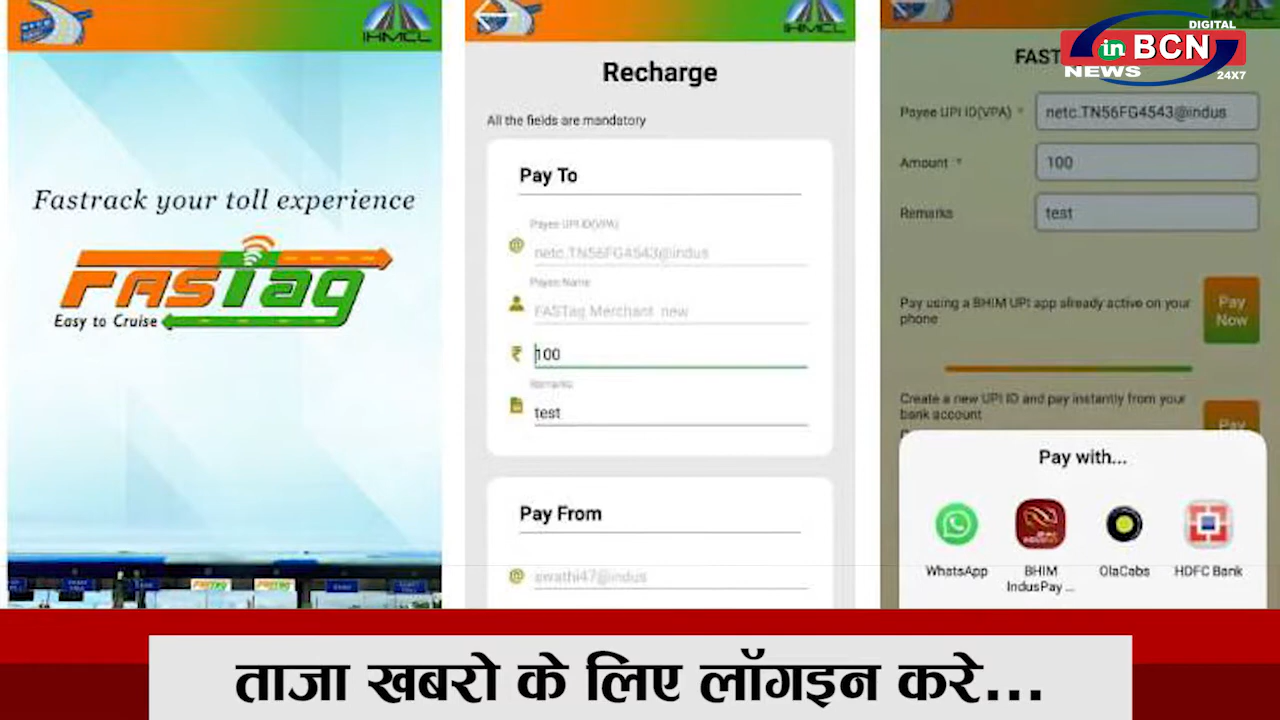 IHMCL
Fastrack your toll experience
FASTag
Easy to Cruise
IHMCL
Recharge
All the fields are mandatory
Pay To
Payee UPI ID(VPA)
netc.TN56FG4543@indus
Payee Name
FASTag Merchant new
₹ 100
Remarks
test
Pay From
swathi47@indus
IHMCL
FAST
Payee UPI ID(VPA) *
netc.TN56FG4543@indus
Amount *
100
Remarks
test
Pay using a BHIM UPI app already active on your
phone
Pay
Now
Create a new UPI ID and pay instantly from your
bank account
Pay
Pay with...
WhatsApp
BHIM
IndusPay ...
OlaCabs
HDFC Bank
DIGITAL
in BCN
NEWS
24X7
ताजा खबरो के लिए लॉगइन करे...